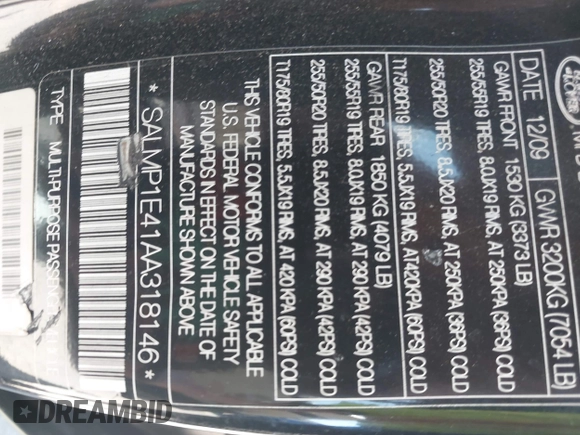 DATE 12/09 GVWR 3200KG (7054 LB)
GAWR FRONT 1530 KG (3373 LB)
255/55R19 TIRES, 8.0JX19 RIMS, AT 250KPA (36PSI) COLD
255/50R20 TIRES, 8.5J20 RIMS, AT 250KPA (36PSI) COLD
T175/80R19 TIRES, 5.5JX19 RIMS, AT 420KPA (60PSI) COLD
GAWR REAR 1850 KG (4079 LB)
255/55R19 TIRES, 8.0JX19 RIMS, AT 290 KPA (42PSI) COLD
255/50R20 TIRES, 8.5JX20 RIMS, AT 290 KPA (42PSI) COLD
T175/80R19 TIRES, 5.5JX19 RIMS, AT 420 KPA (60PSI) COLD
THIS VEHICLE CONFORMS TO ALL APPLICABLE
U.S. FEDERAL MOTOR VEHICLE SAFETY
STANDARDS IN EFFECT ON THE DATE OF
MANUFACTURE SHOWN ABOVE
*SALMP1E41AA318146*
TYPE: MULTI-PURPOSE
DREAMBID